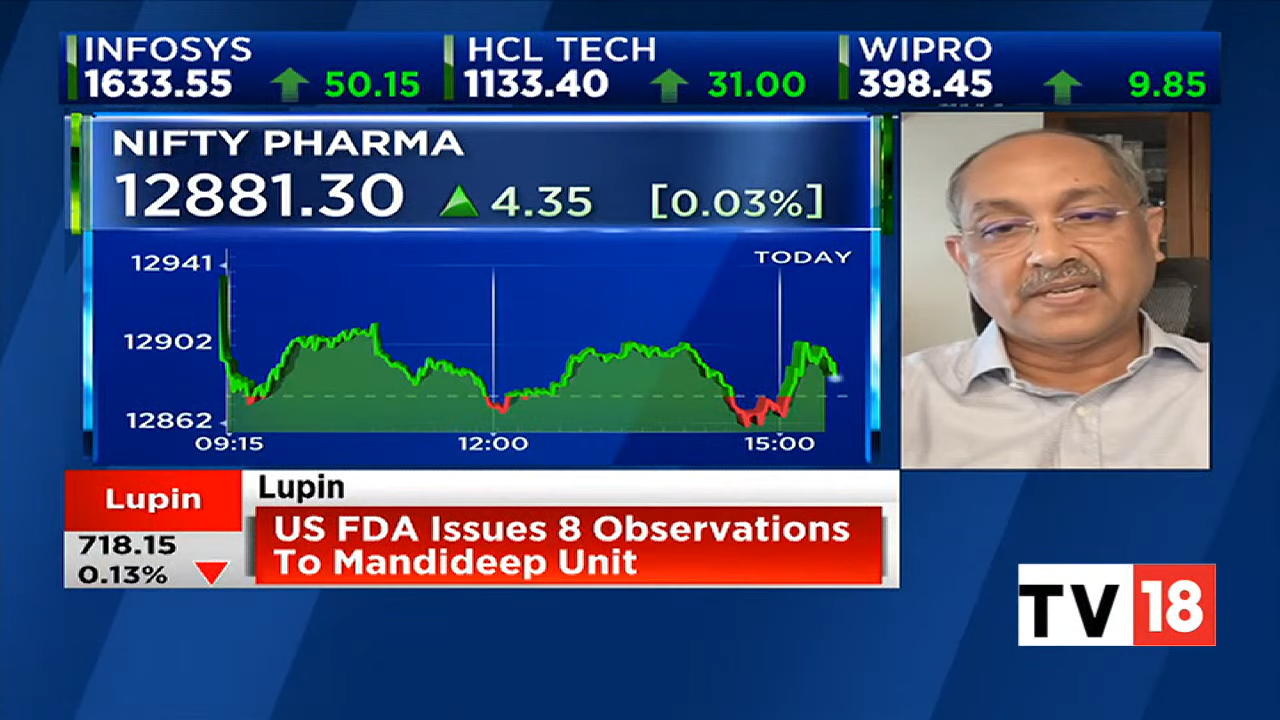 INFOSYS
1633.55 50.15
HCL TECH
1133.40 31.00
WIPRO
398.45 9.85
NIFTY PHARMA
12881.30 4.35 [0.03%]
TODAY
12941
12902
12862
09:15 12:00 15:00
Lupin
718.15
0.13%
Lupin
US FDA Issues 8 Observations
To Mandideep Unit
TV18